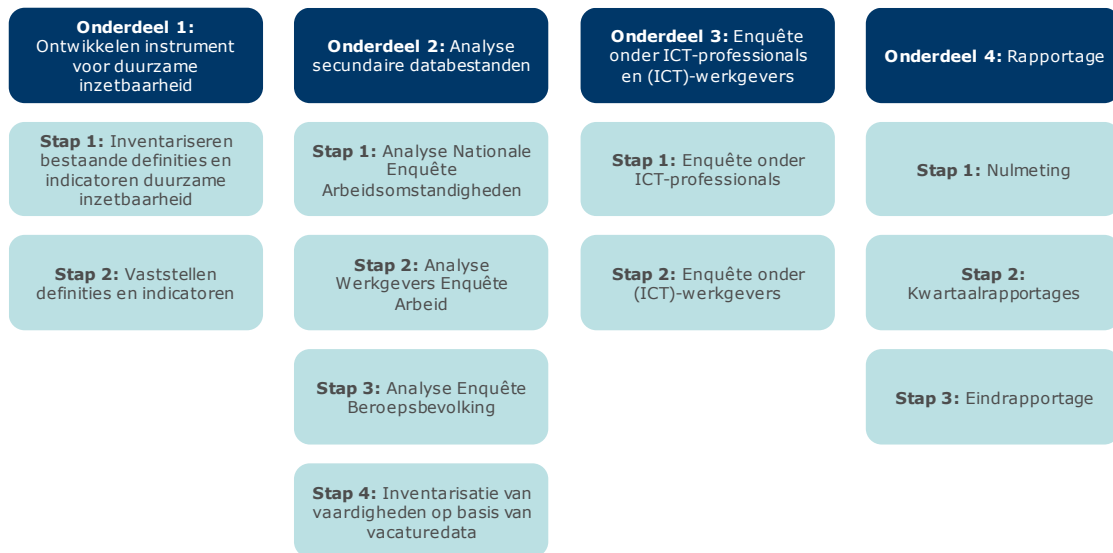 Onderdeel 1:
Ontwikkelen instrument
voor duurzame
inzetbaarheid
Stap 1: Inventariseren
bestaande definities en
indicatoren duurzame
inzetbaarheid
Stap 2: Vaststellen
definities en indicatoren
Onderdeel 2: Analyse
secundaire databestanden
Stap 1: Analyse Nationale
Enquête
Arbeidsomstandigheden
Stap 2: Analyse
Werkgevers Enquête
Arbeid
Stap 3: Analyse Enquête
Beroepsbevolking
Stap 4: Inventarisatie van
vaardigheden op basis van
vacaturedata
Onderdeel 3: Enquête
onder ICT-professionals
en (ICT)-werkgevers
Stap 1: Enquête onder
ICT-professionals
Stap 2: Enquête onder
(ICT)-werkgevers
Onderdeel 4: Rapportage
Stap 1: Nulmeting
Stap 2:
Kwartaalrapportages
Stap 3: Eindrapportage